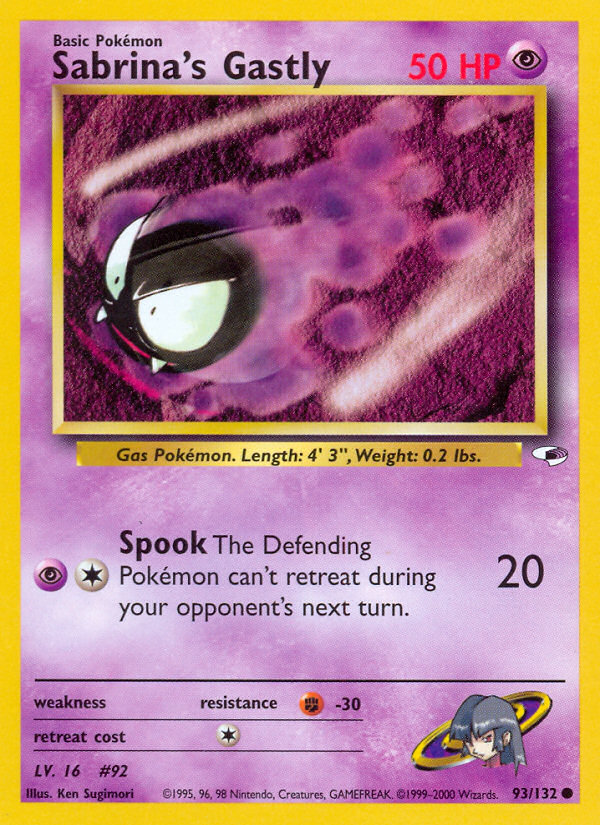 Basic Pokémon
Sabrina's Gastly 50 HP
Gas Pokémon. Length: 4' 3", Weight: 0.2 lbs.
Spook The Defending
Pokémon can't retreat during
your opponent's next turn.
20
weakness resistance -30
retreat cost
LV. 16 #92
Illus. Ken Sugimori ©1995, 96, 98 Nintendo, Creatures, GAMEFREAK. ©1999-2000 Wizards. 93/132